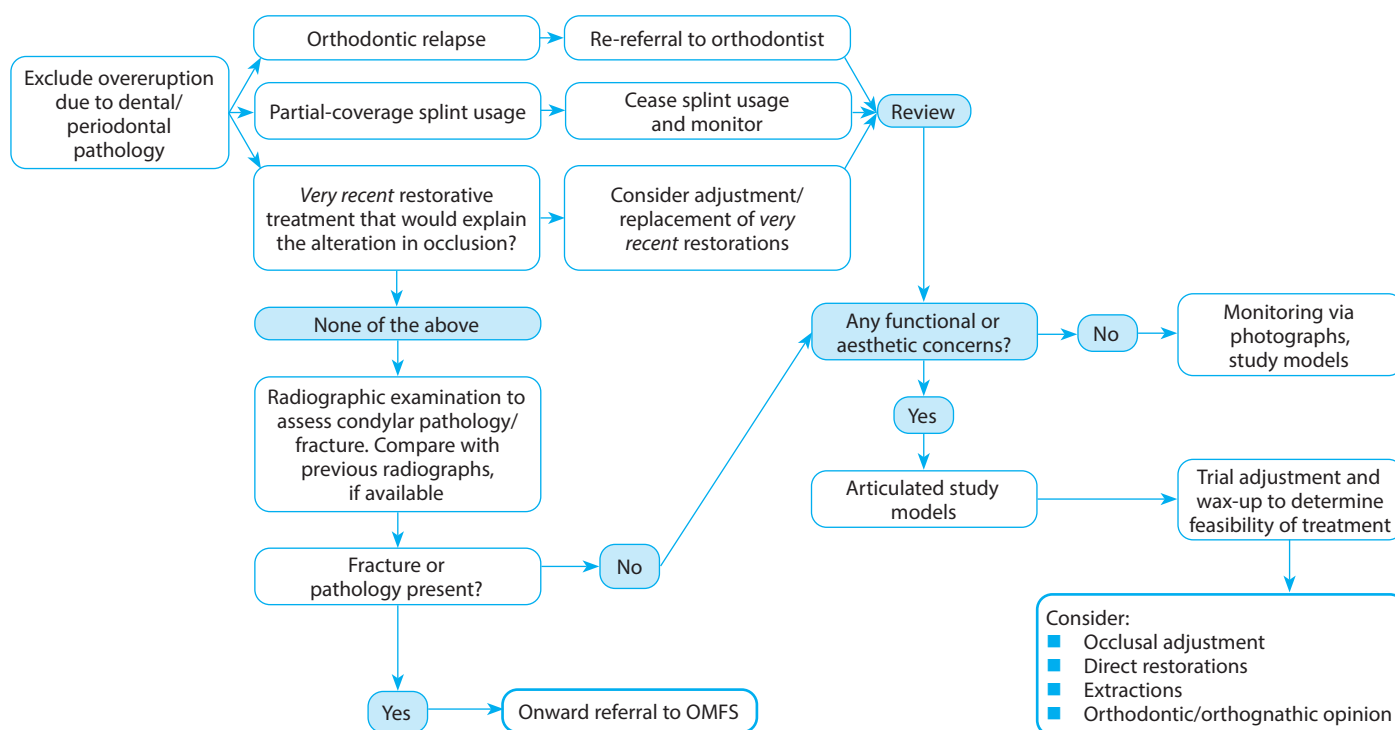 Exclude overeruption
due to dental/
periodontal
pathology
Orthodontic relapse
Re-referral to orthodontist
Partial-coverage splint usage
Cease splint usage
and monitor
Very recent restorative
treatment that would explain
the alteration in occlusion?
Consider adjustment/
replacement of very
recent restorations
Review
None of the above
Radiographic examination to
assess condylar pathology/
fracture. Compare with
previous radiographs,
if available
Fracture or
pathology present?
No
Yes
Onward referral to OMFS
Any functional or
aesthetic concerns?
No
Monitoring via
photographs,
study models
Yes
Articulated study
models
Trial adjustment and
wax-up to determine
feasibility of treatment
Consider:
■ Occlusal adjustment
■ Direct restorations
■ Extractions
■ Orthodontic/orthognathic opinion